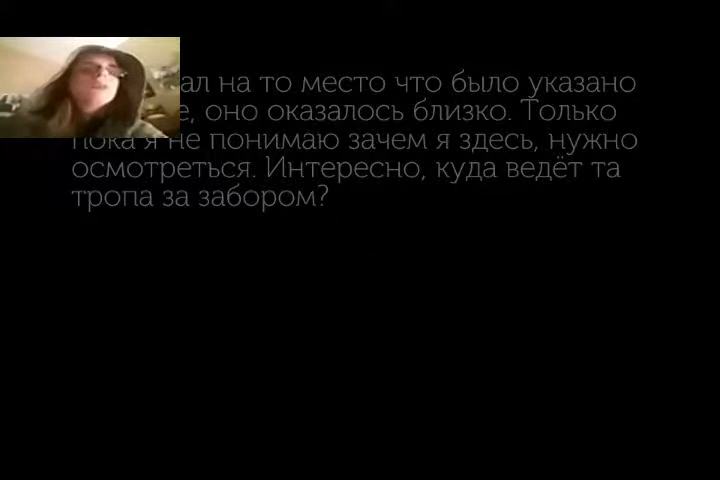 на то место что было указано
оно оказалось близко. Только
пока я не понимаю зачем я здесь, нужно
осмотреться. Интересно, куда ведёт та
тропа за забором?